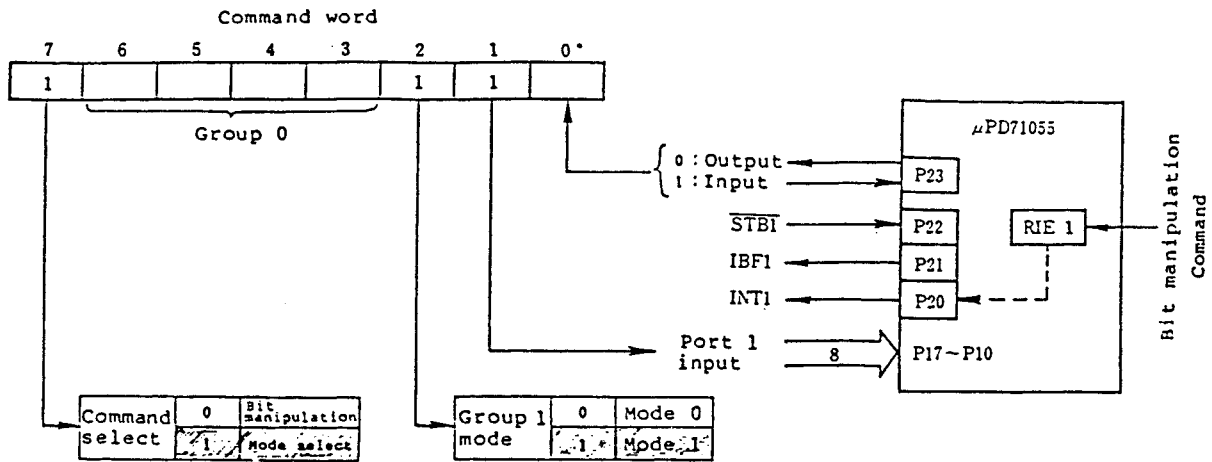 Command word
7 6 5 4 3 2 1 0*
1 1 1
Group 0
μPD71055
0 : Output
1 : Input
P23
STB1
P22
RIE 1
IBF1
P21
INT1
P20
Bit manipulation
Command
Port 1
input
8
P17~P10
Command
select
0
Bit
manipulation
1
Mode select
Group 1
mode
0
Mode 0
1
Mode 1